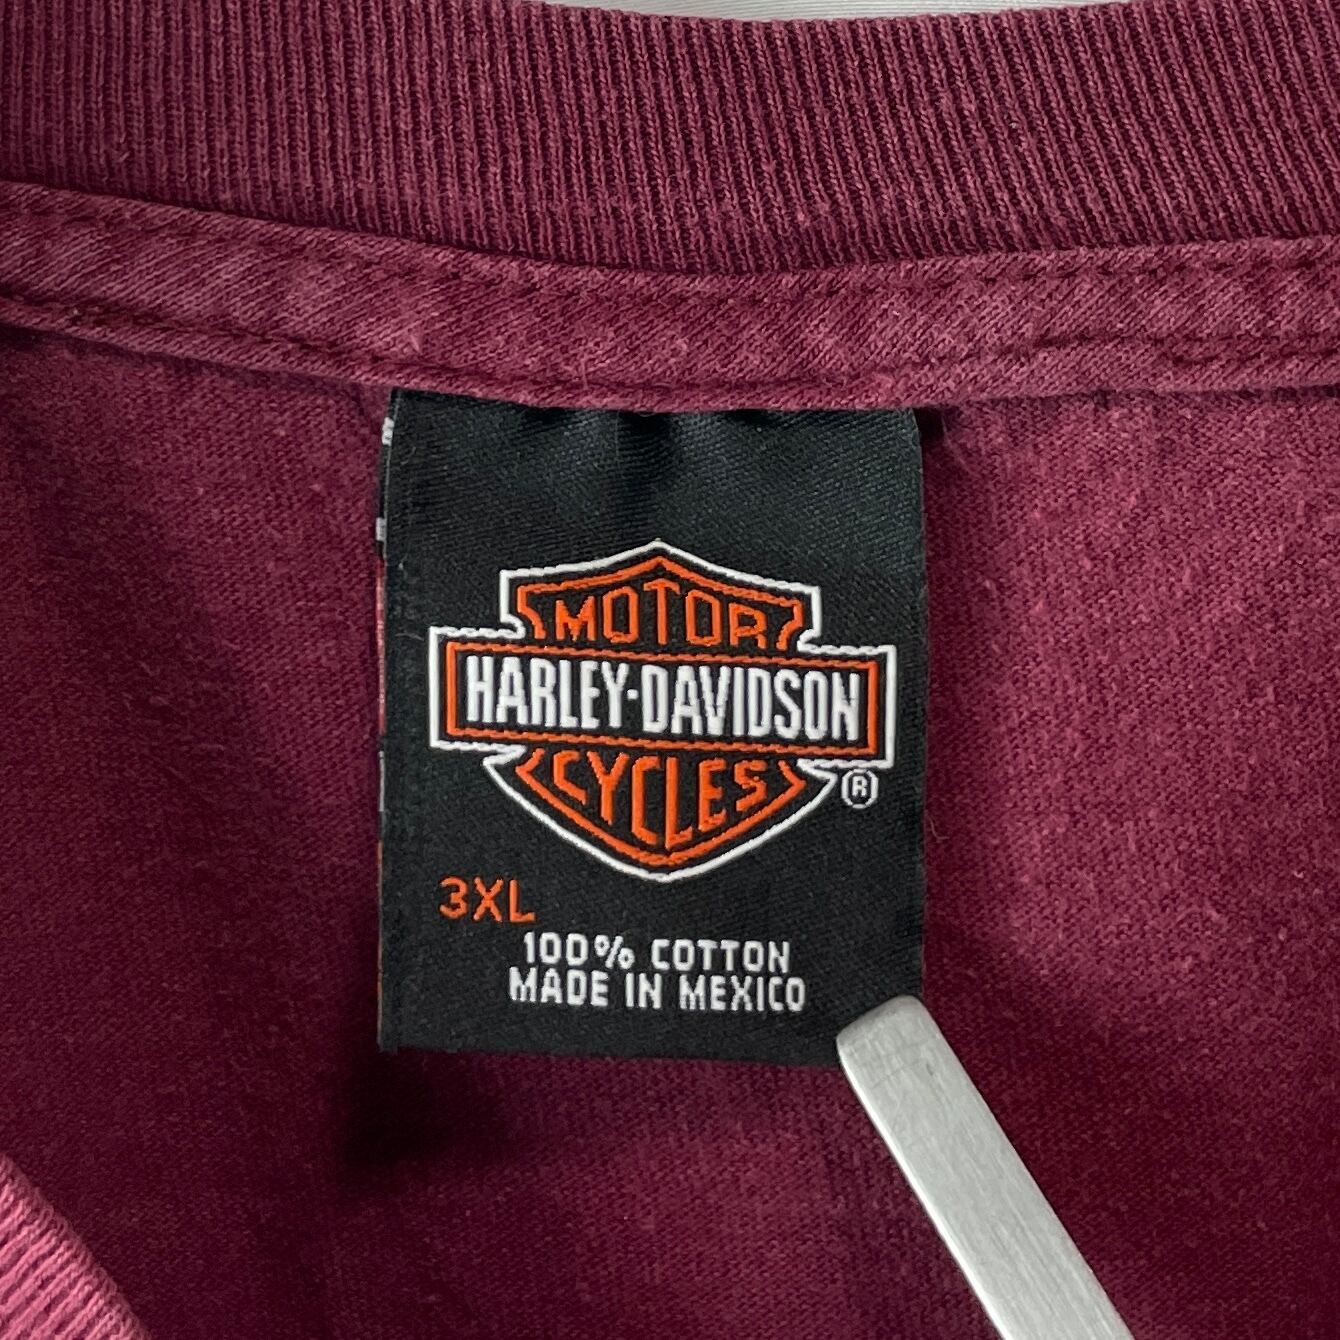 MOTOR
HARLEY-DAVIDSON
CYCLES
®
3XL
100% COTTON
MADE IN MEXICO